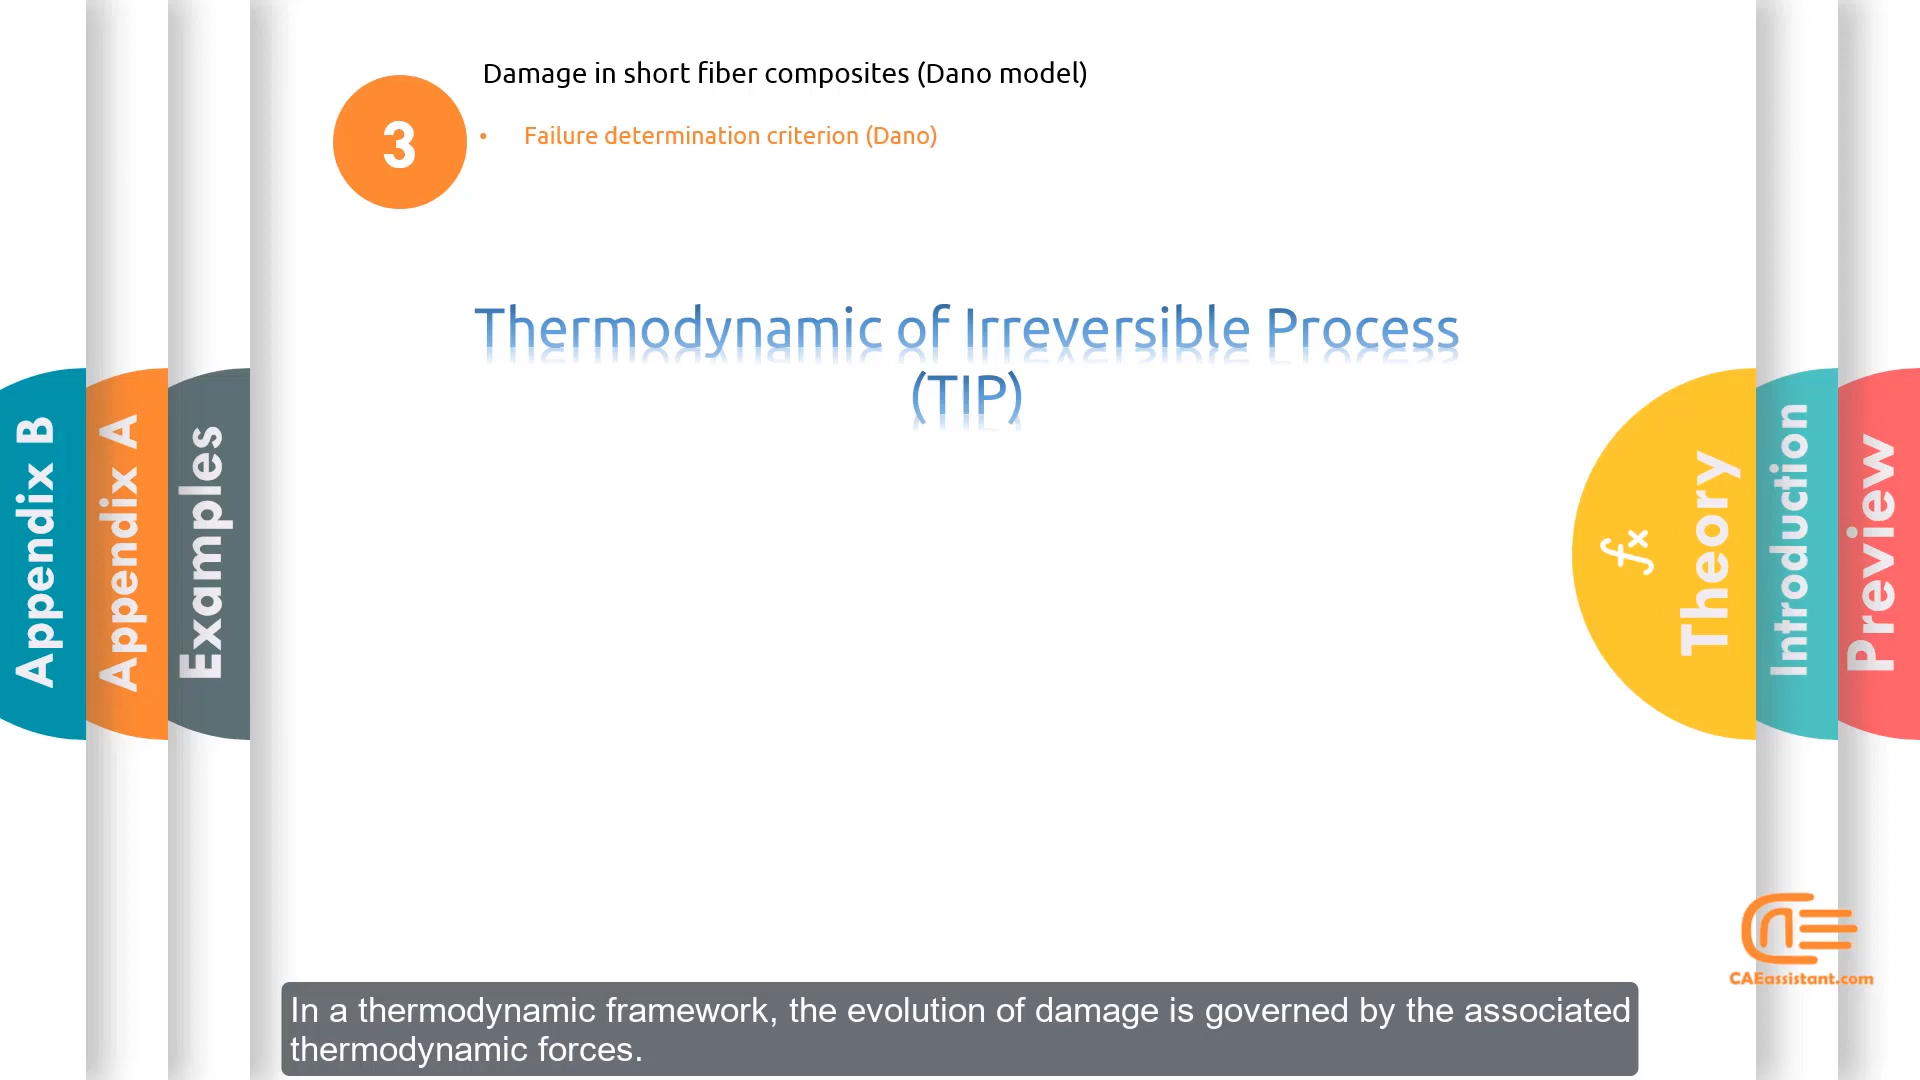 Damage in short fiber composites (Dano model)
3
• Failure determination criterion (Dano)
Thermodynamic of Irreversible Process
(TIP)
Appendix B
Appendix A
Examples
fx
Theory
Introduction
Preview
CAEassistant.com
In a thermodynamic framework, the evolution of damage is governed by the associated
thermodynamic forces.